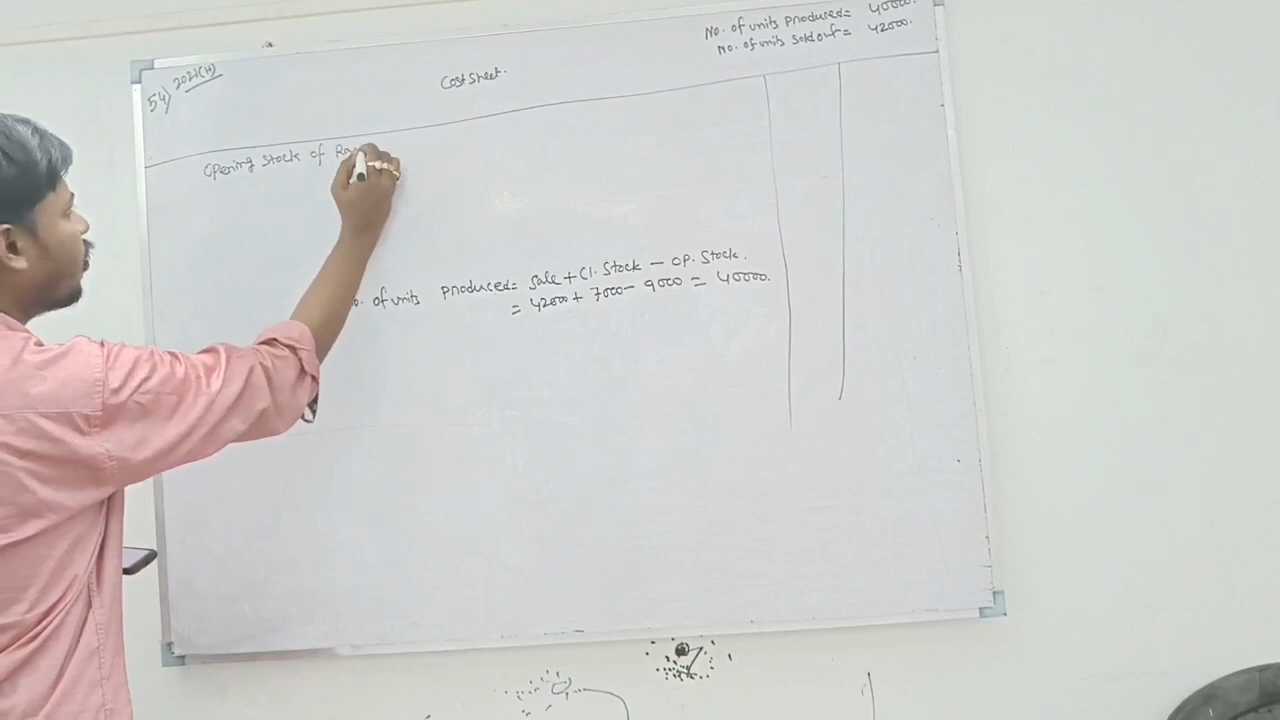 No. of units produced= 40000.
No. of units sold out = 42000.
54) 2021(H)
Cost Sheet.
Opening Stock of Ra
of units produced= Sale + Cl. Stock - OP. Stock.
= 42000 + 7000 - 9000 = 40000.